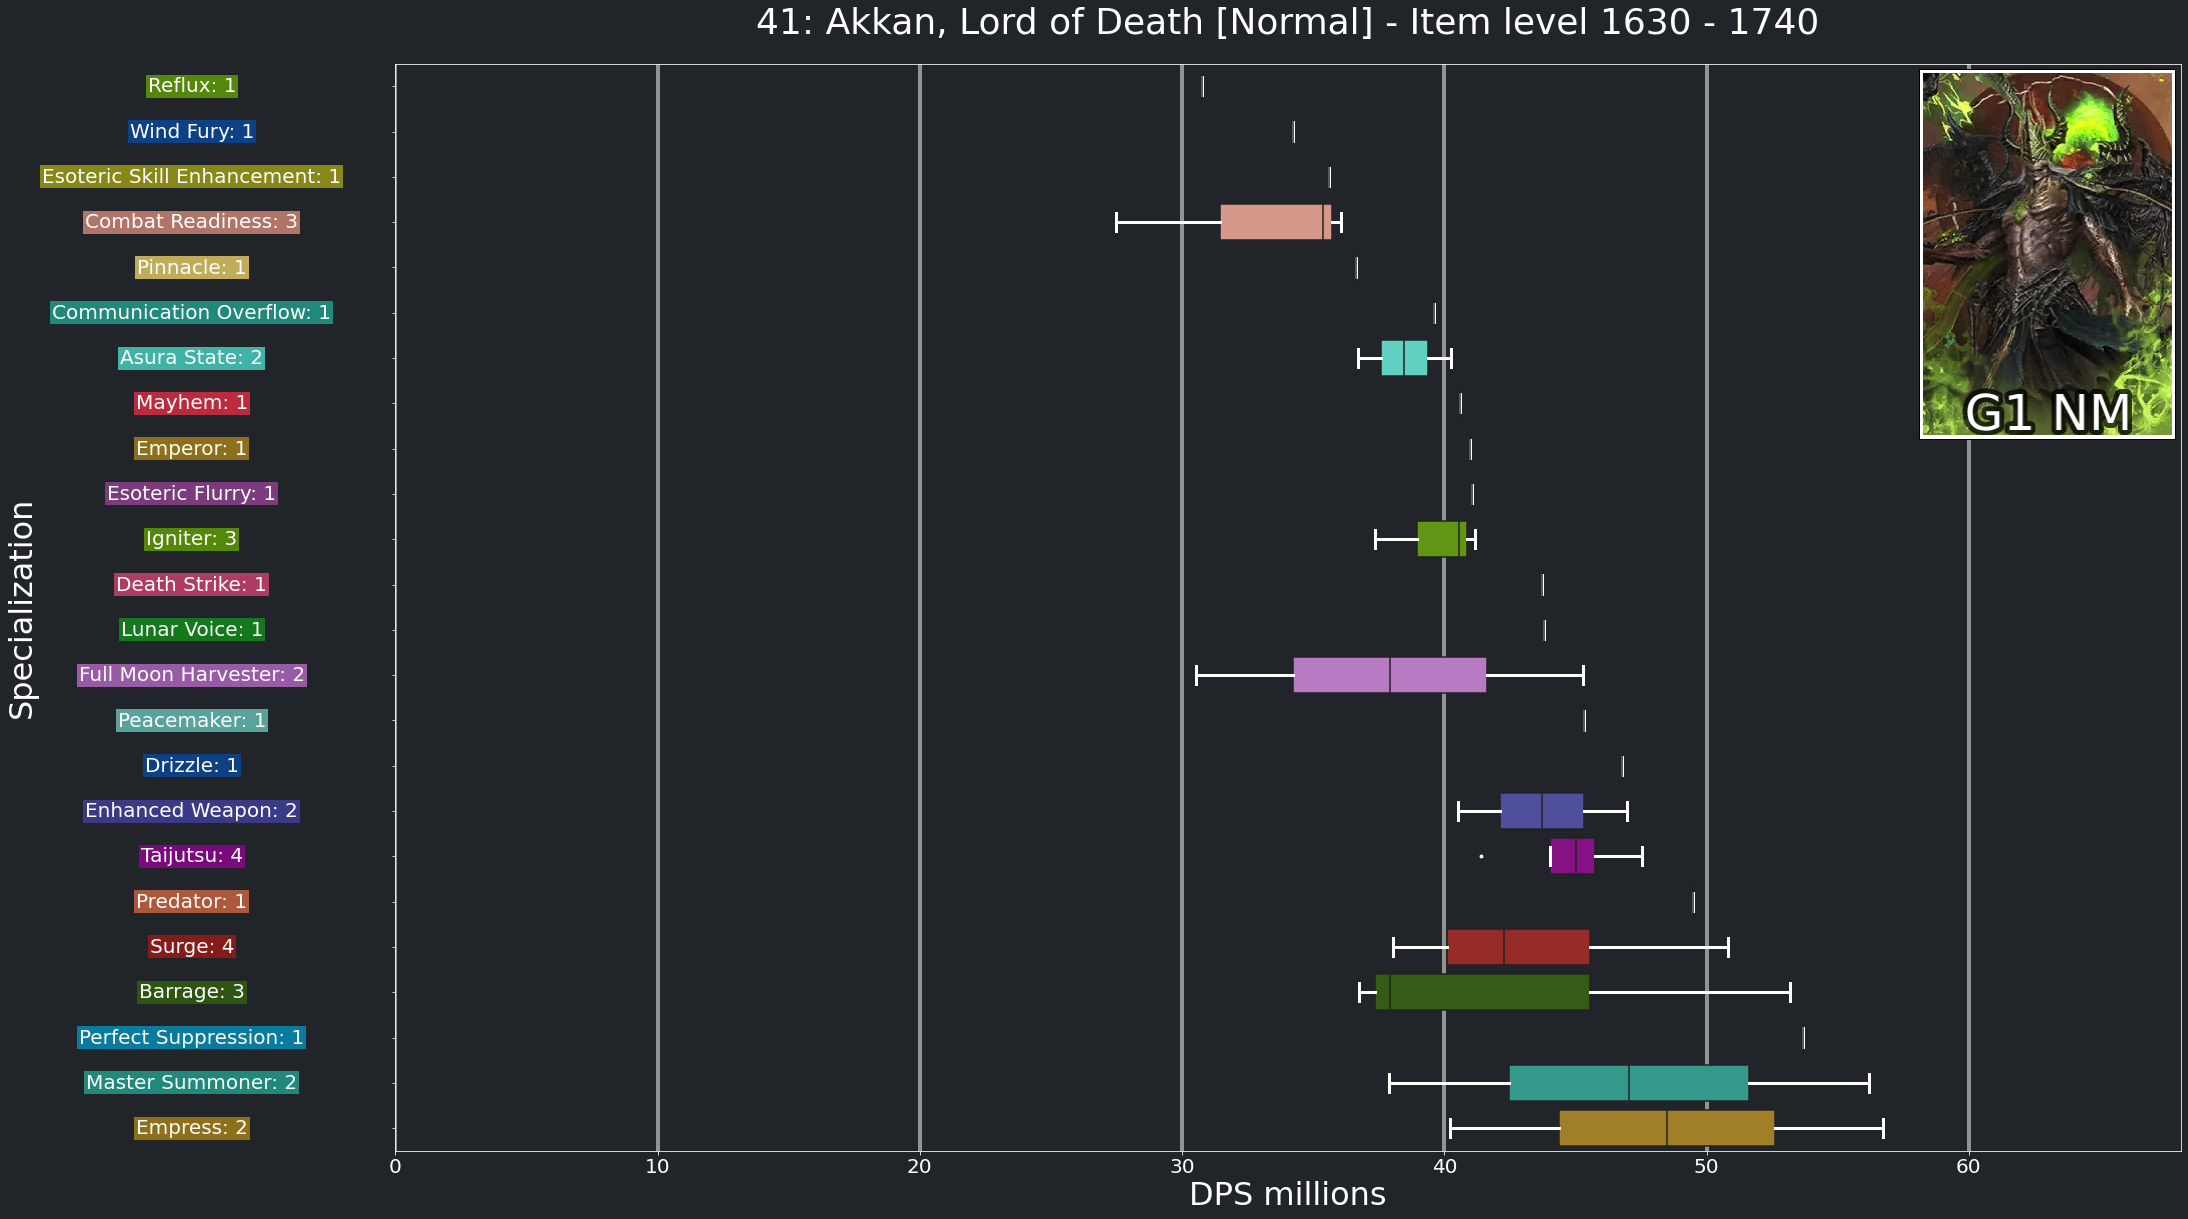 41: Akkan, Lord of Death [Normal] - Item level 1630 - 1740
Reflux: 1
Wind Fury: 1
Esoteric Skill Enhancement: 1
Combat Readiness: 3
Pinnacle: 1
Communication Overflow: 1
Asura State: 2
Mayhem: 1
Emperor: 1
Esoteric Flurry: 1
Igniter: 3
Death Strike: 1
Lunar Voice: 1
Full Moon Harvester: 2
Peacemaker: 1
Drizzle: 1
Enhanced Weapon: 2
Taijutsu: 4
Predator: 1
Surge: 4
Barrage: 3
Perfect Suppression: 1
Master Summoner: 2
Empress: 2
Specialization
G1 NM
0 10 20 30 40 50 60
DPS millions